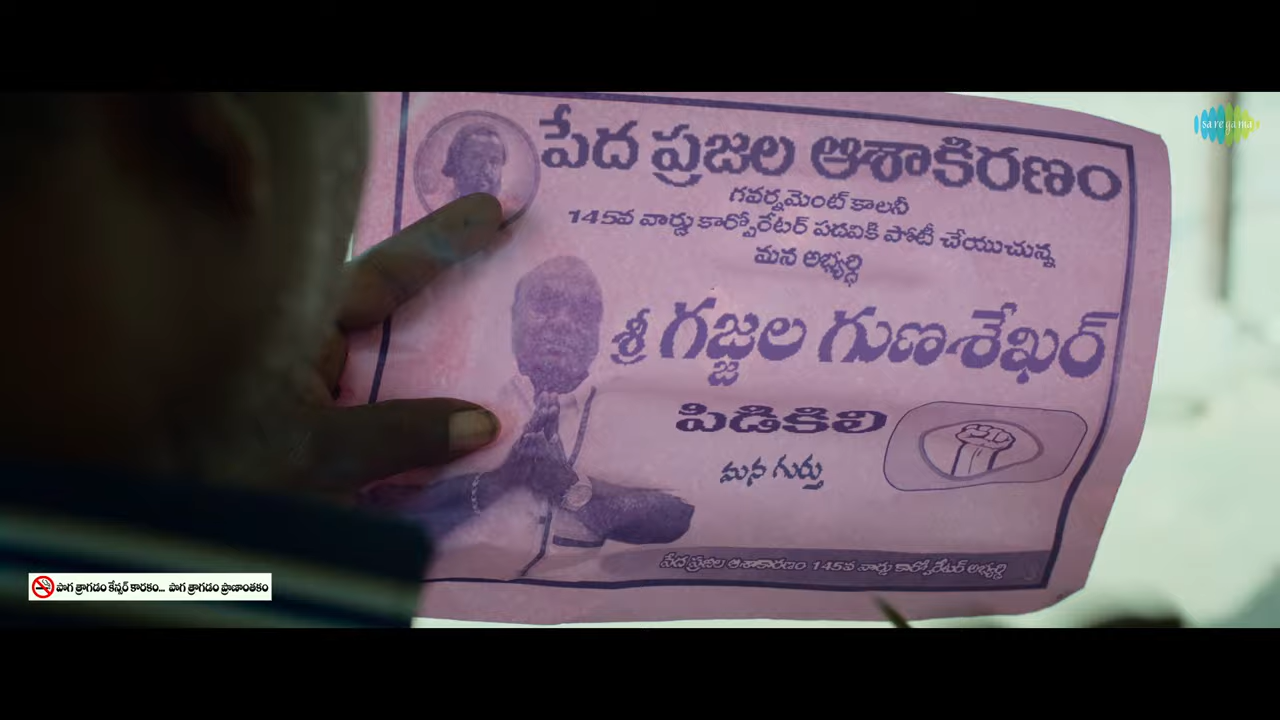 పేద ప్రజల ఆశాకిరణం
గవర్నమెంట్ కాలనీ
145వ వార్డు కార్పోరేటర్ పదవికి పోటీ చేయుచున్న
మన అభ్యర్ధి
శ్రీ గజ్జల గుణశేఖర్
పిడికిలి
మన గుర్తు
పేద ప్రజల ఆశాకిరణం 145వ వార్డు కార్పోరేటర్ అభ్యర్ధి
saregama
పొగ త్రాగడం కేన్సర్ కారకం... పొగ త్రాగడం ప్రాణాంతకం